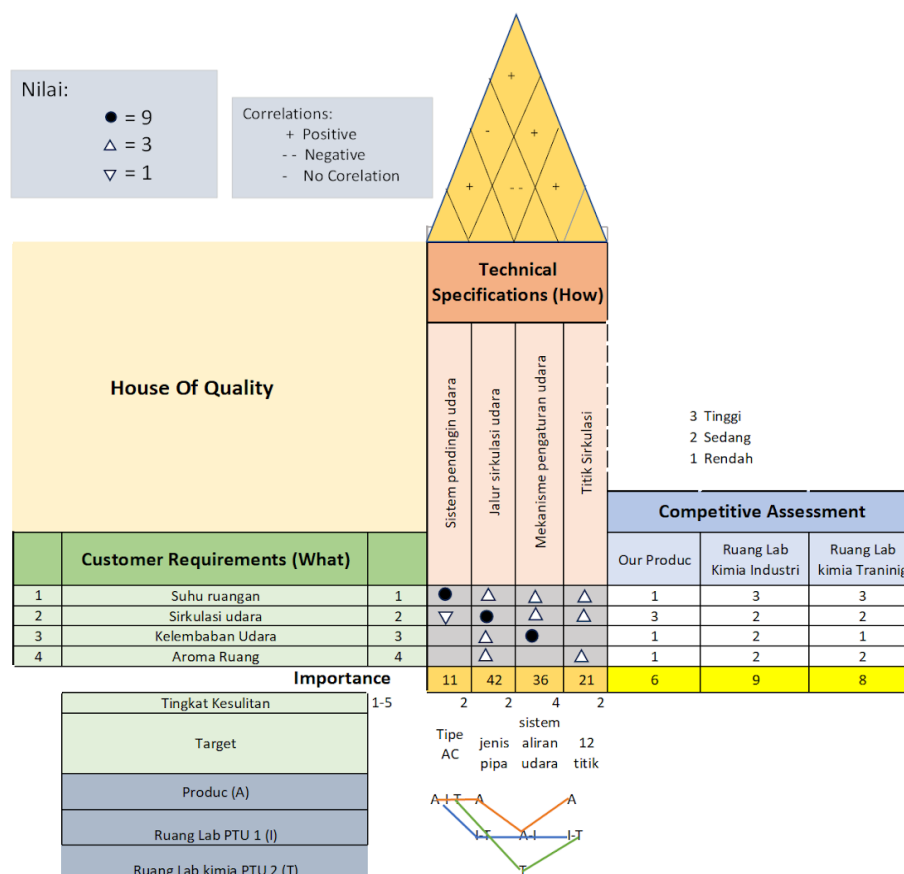 Nilai:
● = 9
△ = 3
▽ = 1
Correlations:
+ Positive
- - Negative
- No Corelation
+
- +
+ - - +
Technical
Specifications (How)
House Of Quality
Sistem pendingin udara
Jalur sirkulasi udara
Mekanisme pengaturan udara
Titik Sirkulasi
3 Tinggi
2 Sedang
1 Rendah
Competitive Assessment
Customer Requirements (What)
Our Produc
Ruang Lab
Kimia Industri
Ruang Lab
kimia Traninig
1 Suhu ruangan 1 ● △ △ △ 1 3 3
2 Sirkulasi udara 2 ▽ ● △ △ 3 2 2
3 Kelembaban Udara 3 △ ● 1 2 1
4 Aroma Ruang 4 △ △ 1 2 2
Importance 11 42 36 21 6 9 8
Tingkat Kesulitan 1-5 2 2 4 2
Target
Tipe
AC
jenis
pipa
sistem
aliran
udara
12
titik
Produc (A)
A-I-T A A
Ruang Lab PTU 1 (I)
I-T A-I I-T
Ruang Lab kimia PTU 2 (T)
T